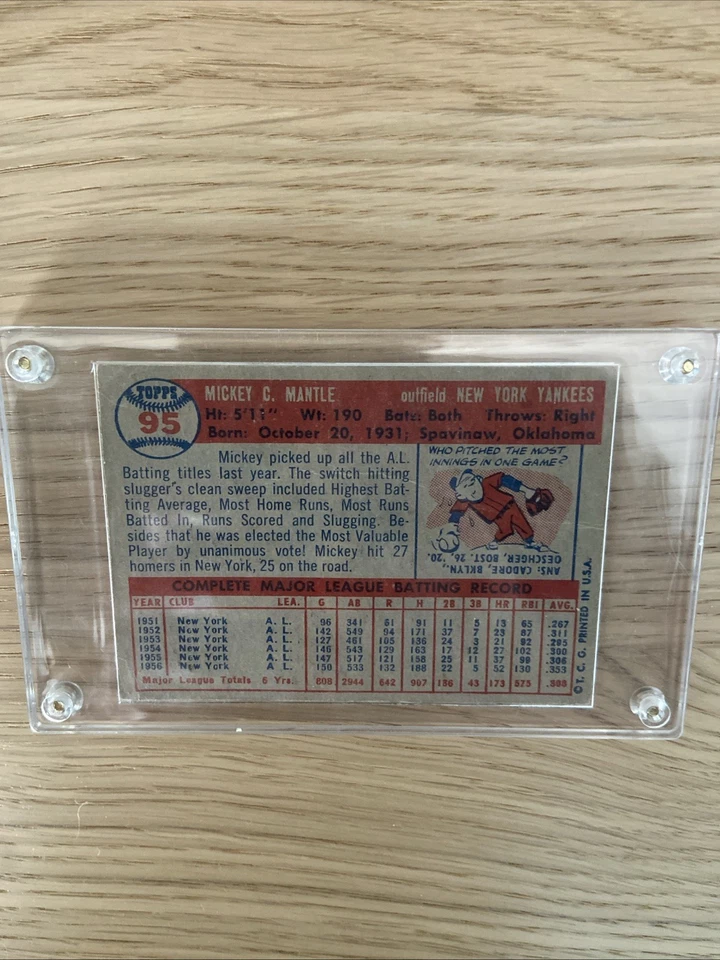 TOPPS
95
MICKEY C. MANTLE outfield NEW YORK YANKEES
Ht: 5'11" Wt: 190 Bats: Both Throws: Right
Born: October 20, 1931; Spavinaw, Oklahoma
Mickey picked up all the A.L.
Batting titles last year. The switch hitting
slugger's clean sweep included Highest Bat-
ting Average, Most Home Runs, Most Runs
Batted In, Runs Scored and Slugging. Be-
sides that he was elected the Most Valuable
Player by unanimous vote! Mickey hit 27
homers in New York, 25 on the road.
WHO PITCHED THE MOST
INNINGS IN ONE GAME?
ANS: CADORE, BKLYN.,
OESCHGER, BOST. 26, '20.
COMPLETE MAJOR LEAGUE BATTING RECORD
YEAR CLUB LEA. G AB R H 2B 3B HR RBI AVG.
1951 New York A. L. 96 341 61 91 11 5 13 65 .267
1952 New York A. L. 142 549 94 171 37 7 23 87 .311
1953 New York A. L. 127 461 105 136 24 3 21 92 .295
1954 New York A. L. 146 543 129 163 17 12 27 102 .300
1955 New York A. L. 147 517 121 158 25 11 37 99 .306
1956 New York A. L. 150 533 132 188 22 5 52 130 .353
Major League Totals 6 Yrs. 808 2944 642 907 136 43 173 575 .308
© T. C. G. PRINTED IN U.S.A.